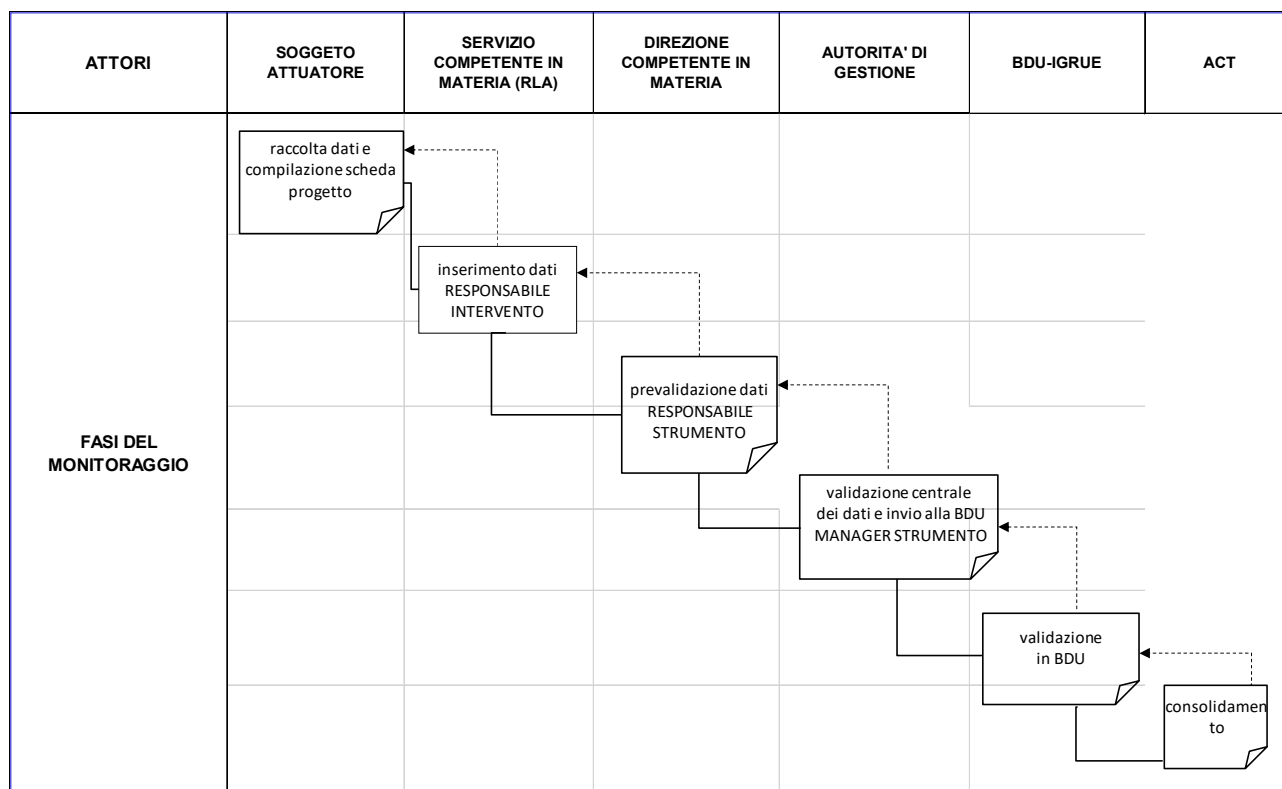 ATTORI
SOGGETO
ATTUATORE
SERVIZIO
COMPETENTE IN
MATERIA (RLA)
DIREZIONE
COMPETENTE IN
MATERIA
AUTORITA' DI
GESTIONE
BDU-IGRUE
ACT
FASI DEL
MONITORAGGIO
raccolta dati e
compilazione scheda
progetto
inserimento dati
RESPONSABILE
INTERVENTO
prevalidazione dati
RESPONSABILE
STRUMENTO
validazione centrale
dei dati e invio alla BDU
MANAGER STRUMENTO
validazione
in BDU
consolidamen
to